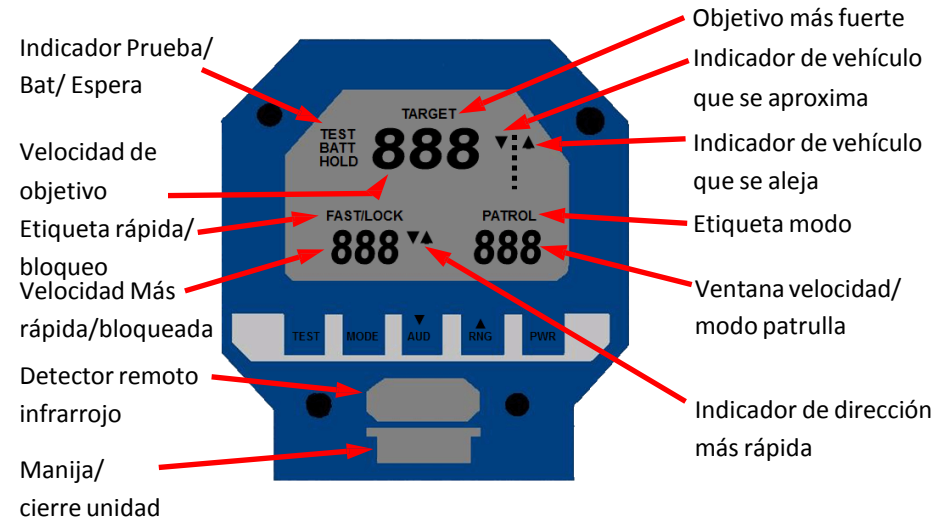 Indicador Prueba/
Bat/ Espera
Velocidad de
objetivo
Etiqueta rápida/
bloqueo
Velocidad Más
rápida/bloqueada
Detector remoto
infrarrojo
Manija/
cierre unidad
TARGET
TEST
BATT
HOLD
888
▼ ▲
FAST/LOCK
888 ▼▲
PATROL
888
TEST
MODE
▼
AUD
▲
RNG
PWR
Objetivo más fuerte
Indicador de vehículo
que se aproxima
Indicador de vehículo
que se aleja
Etiqueta modo
Ventana velocidad/
modo patrulla
Indicador de dirección
más rápida